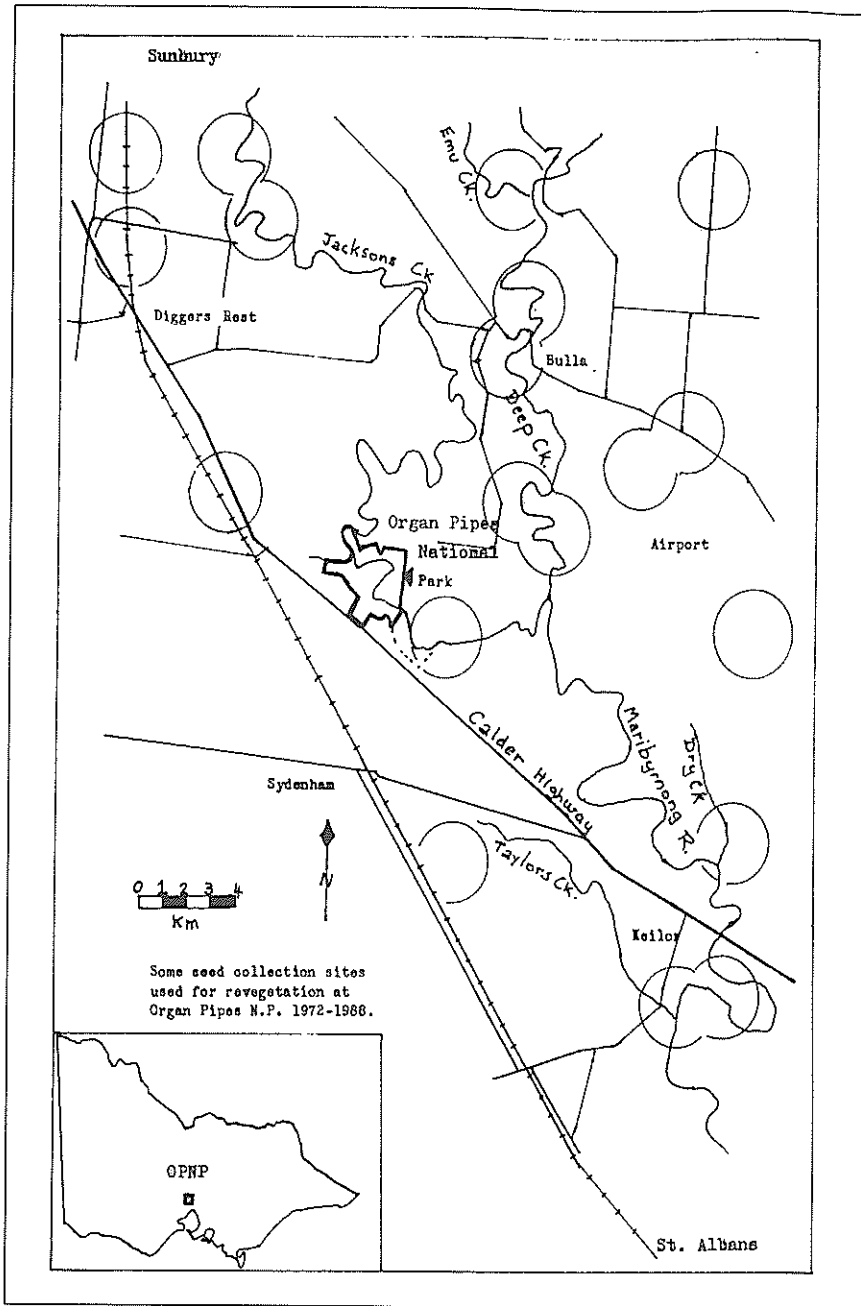 Sunbury
Emu Ck.
Jacksons Ck
Diggers Rest
Bulla
Deep Ck.
Organ Pipes
National
Park
Airport
Calder Highway
Maribyrnong R.
Dry Ck
Sydenham
Taylors Ck.
N
0 1 2 3 4
Km
Keilor
Some seed collection sites
used for revegetation at
Organ Pipes N.P. 1972-1988.
OPNP
St. Albans